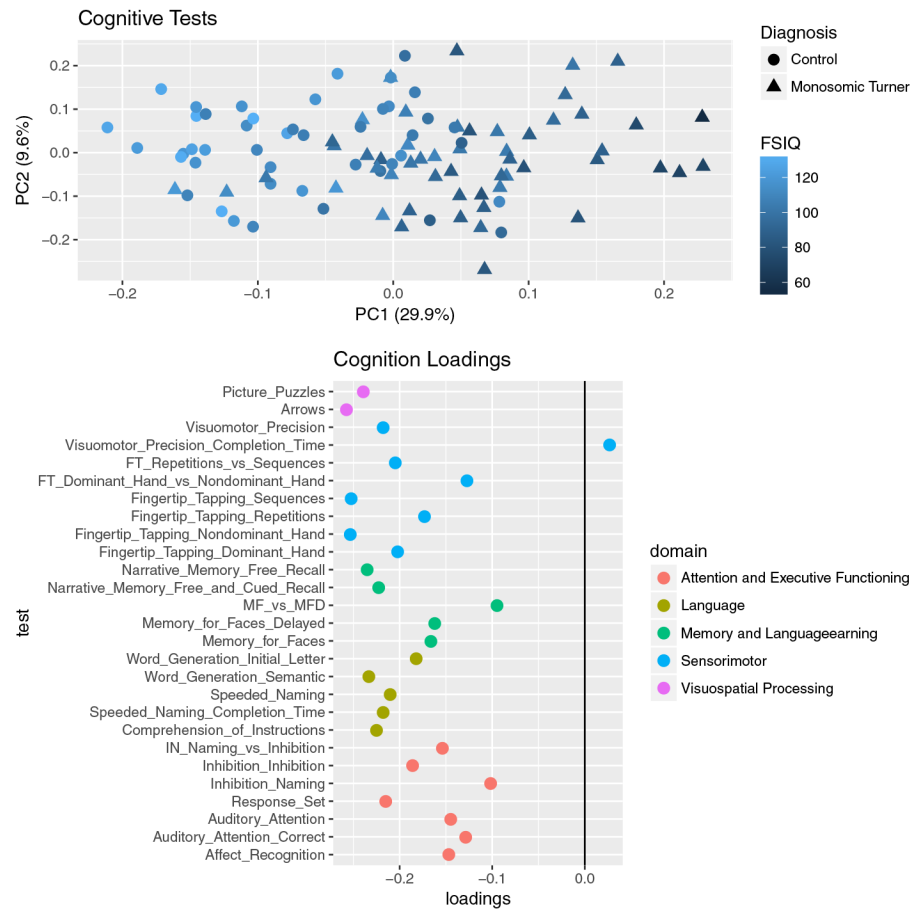 Cognitive Tests
PC2 (9.6%)
0.2
0.1
0.0
−0.1
−0.2
−0.2
−0.1
0.0
0.1
0.2
PC1 (29.9%)
Diagnosis
Control
Monosomic Turner
FSIQ
120
100
80
60
Cognition Loadings
test
Picture_Puzzles
Arrows
Visuomotor_Precision
Visuomotor_Precision_Completion_Time
FT_Repetitions_vs_Sequences
FT_Dominant_Hand_vs_Nondominant_Hand
Fingertip_Tapping_Sequences
Fingertip_Tapping_Repetitions
Fingertip_Tapping_Nondominant_Hand
Fingertip_Tapping_Dominant_Hand
Narrative_Memory_Free_Recall
Narrative_Memory_Free_and_Cued_Recall
MF_vs_MFD
Memory_for_Faces_Delayed
Memory_for_Faces
Word_Generation_Initial_Letter
Word_Generation_Semantic
Speeded_Naming
Speeded_Naming_Completion_Time
Comprehension_of_Instructions
IN_Naming_vs_Inhibition
Inhibition_Inhibition
Inhibition_Naming
Response_Set
Auditory_Attention
Auditory_Attention_Correct
Affect_Recognition
−0.2
−0.1
0.0
loadings
domain
Attention and Executive Functioning
Language
Memory and Languageearning
Sensorimotor
Visuospatial Processing